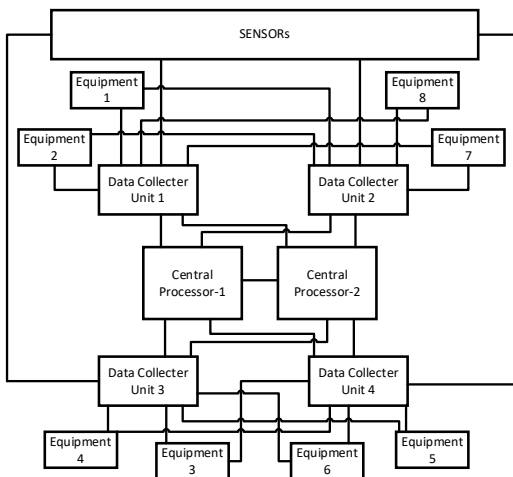 SENSORs
Equipment
1
Equipment
8
Equipment
2
Equipment
7
Data Collecter
Unit 1
Data Collecter
Unit 2
Central
Processor-1
Central
Processor-2
Data Collecter
Unit 3
Data Collecter
Unit 4
Equipment
4
Equipment
3
Equipment
6
Equipment
5